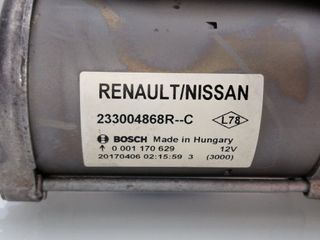 RENAULT/NISSAN
233004868R--C L78
BOSCH Made in Hungary
↑ 0 001 170 629 12V
20170406 02:15:59 3 (3000)